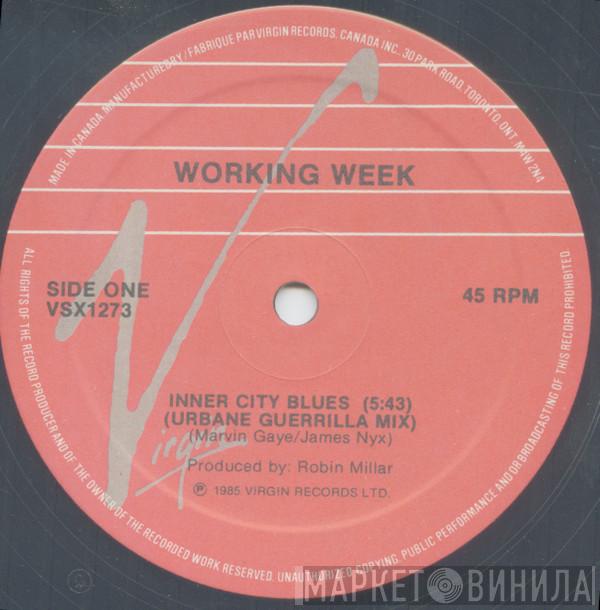 MADE IN CANADA. MANUFACTURED BY / FABRIQUE PAR VIRGIN RECORDS, CANADA INC. 30 PARK ROAD, TORONTO, ONT. M4W 2N4
WORKING WEEK
SIDE ONE
VSX1273
45 RPM
INNER CITY BLUES (5:43)
(URBANE GUERRILLA MIX)
(Marvin Gaye/James Nyx)
Virgin
Produced by: Robin Millar
℗ 1985 VIRGIN RECORDS LTD.
ALL RIGHTS OF THE RECORD PRODUCER AND OF THE OWNER OF THE RECORDED WORK RESERVED. UNAUTHORIZED COPYING, PUBLIC PERFORMANCE AND/OR BROADCASTING OF THIS RECORD PROHIBITED.
МАРКЕТ ВИНИЛА